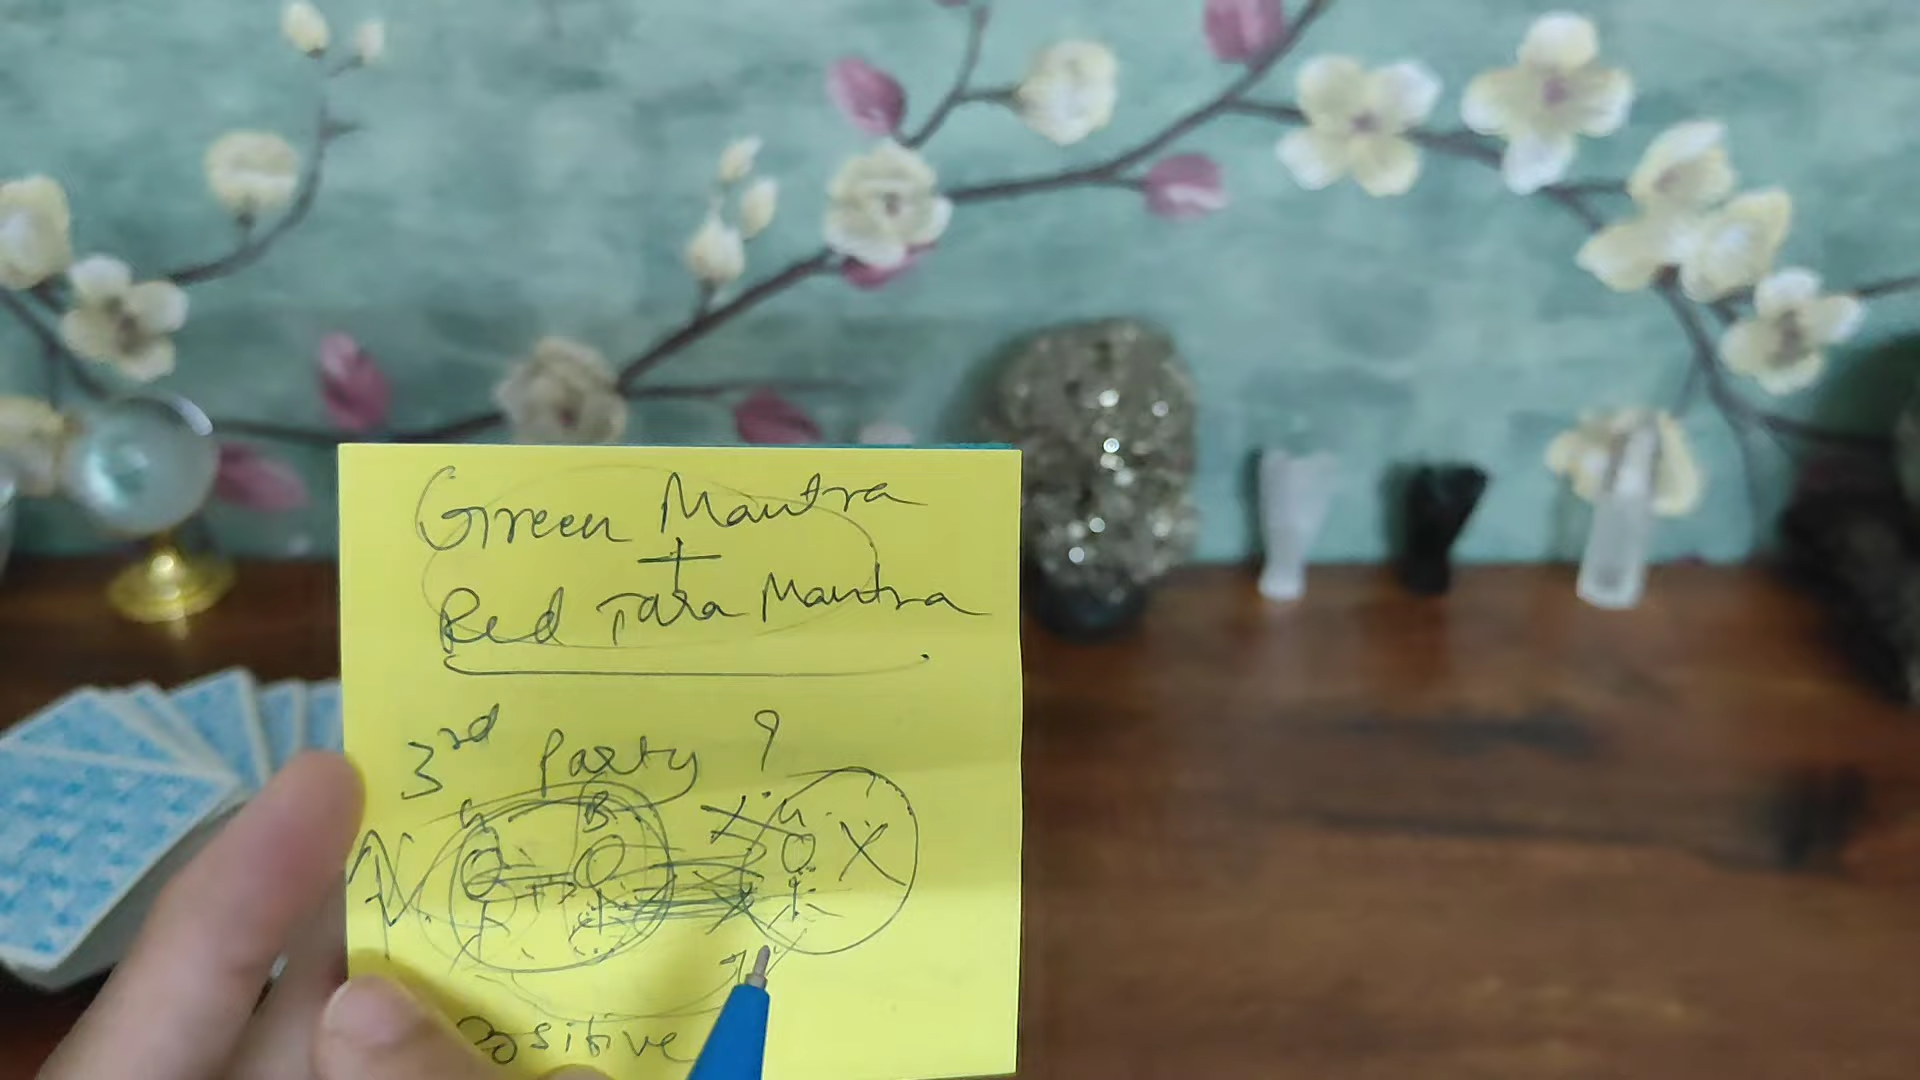 Green Mantra
+
Red Tara Mantra
3rd Party ?
G B X G X
Positive